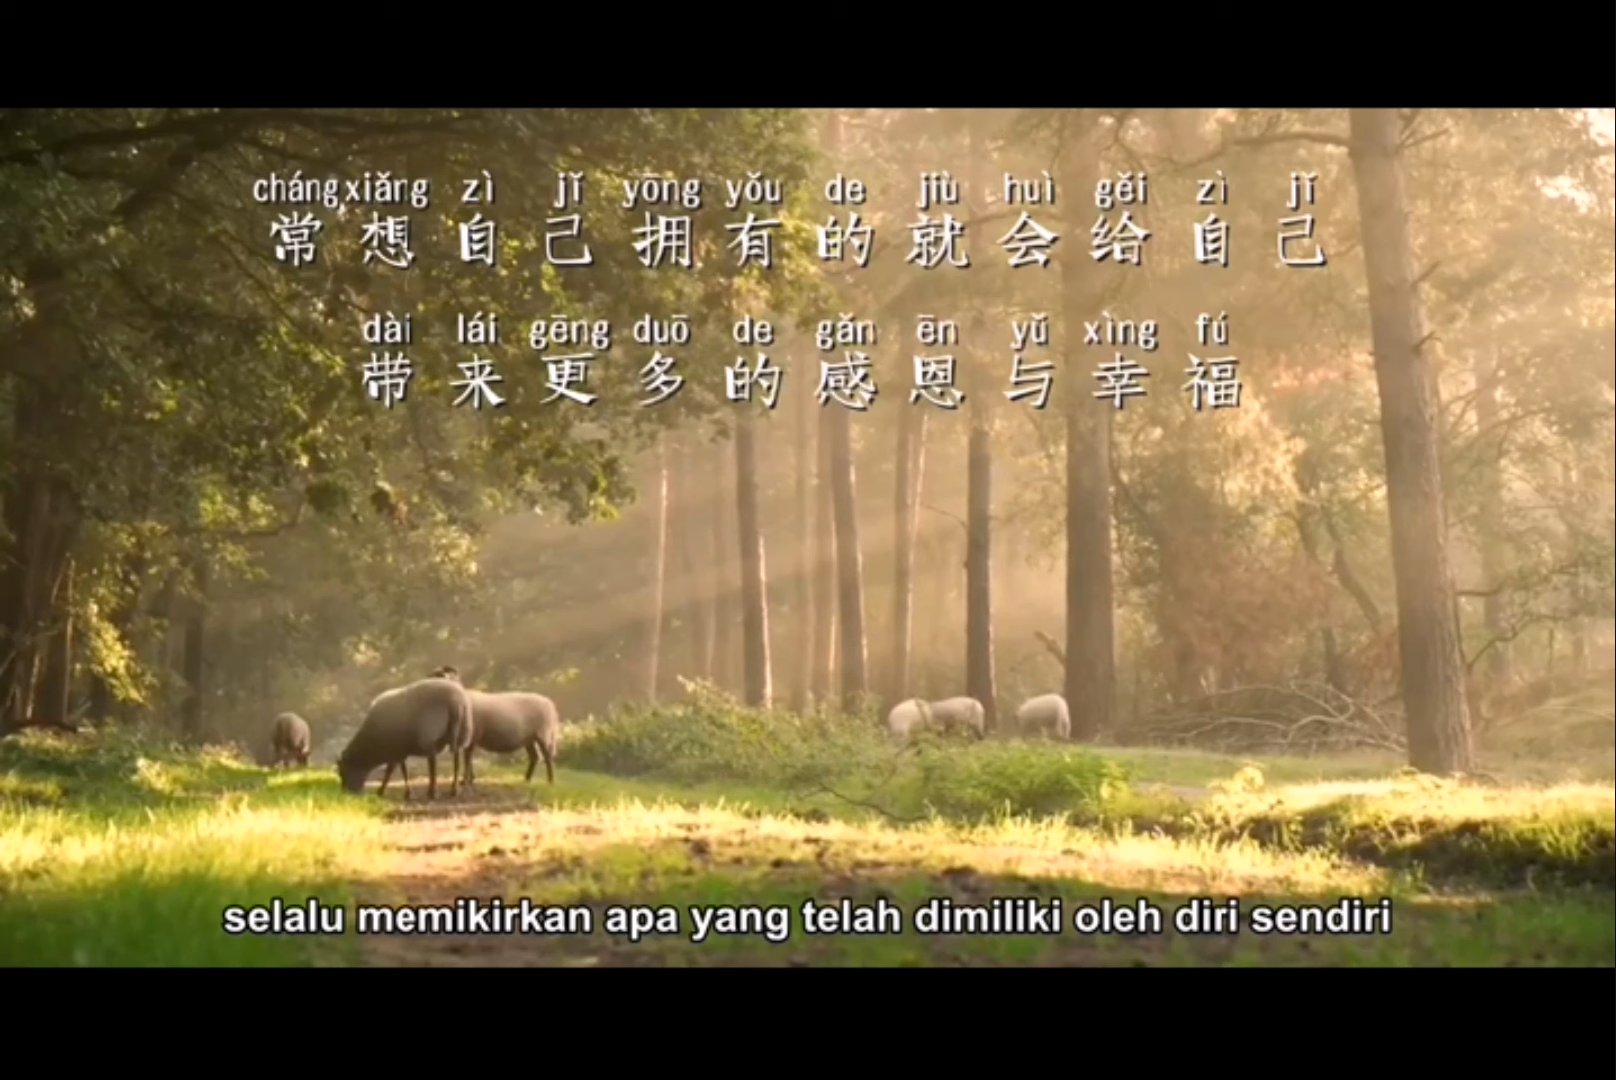 cháng xiǎng zì jǐ yōng yǒu de jiù huì gěi zì jǐ
常想自己拥有的就会给自己
dài lái gēng duō de gǎn ēn yǔ xìng fú
带来更多的感恩与幸福
selalu memikirkan apa yang telah dimiliki oleh diri sendiri